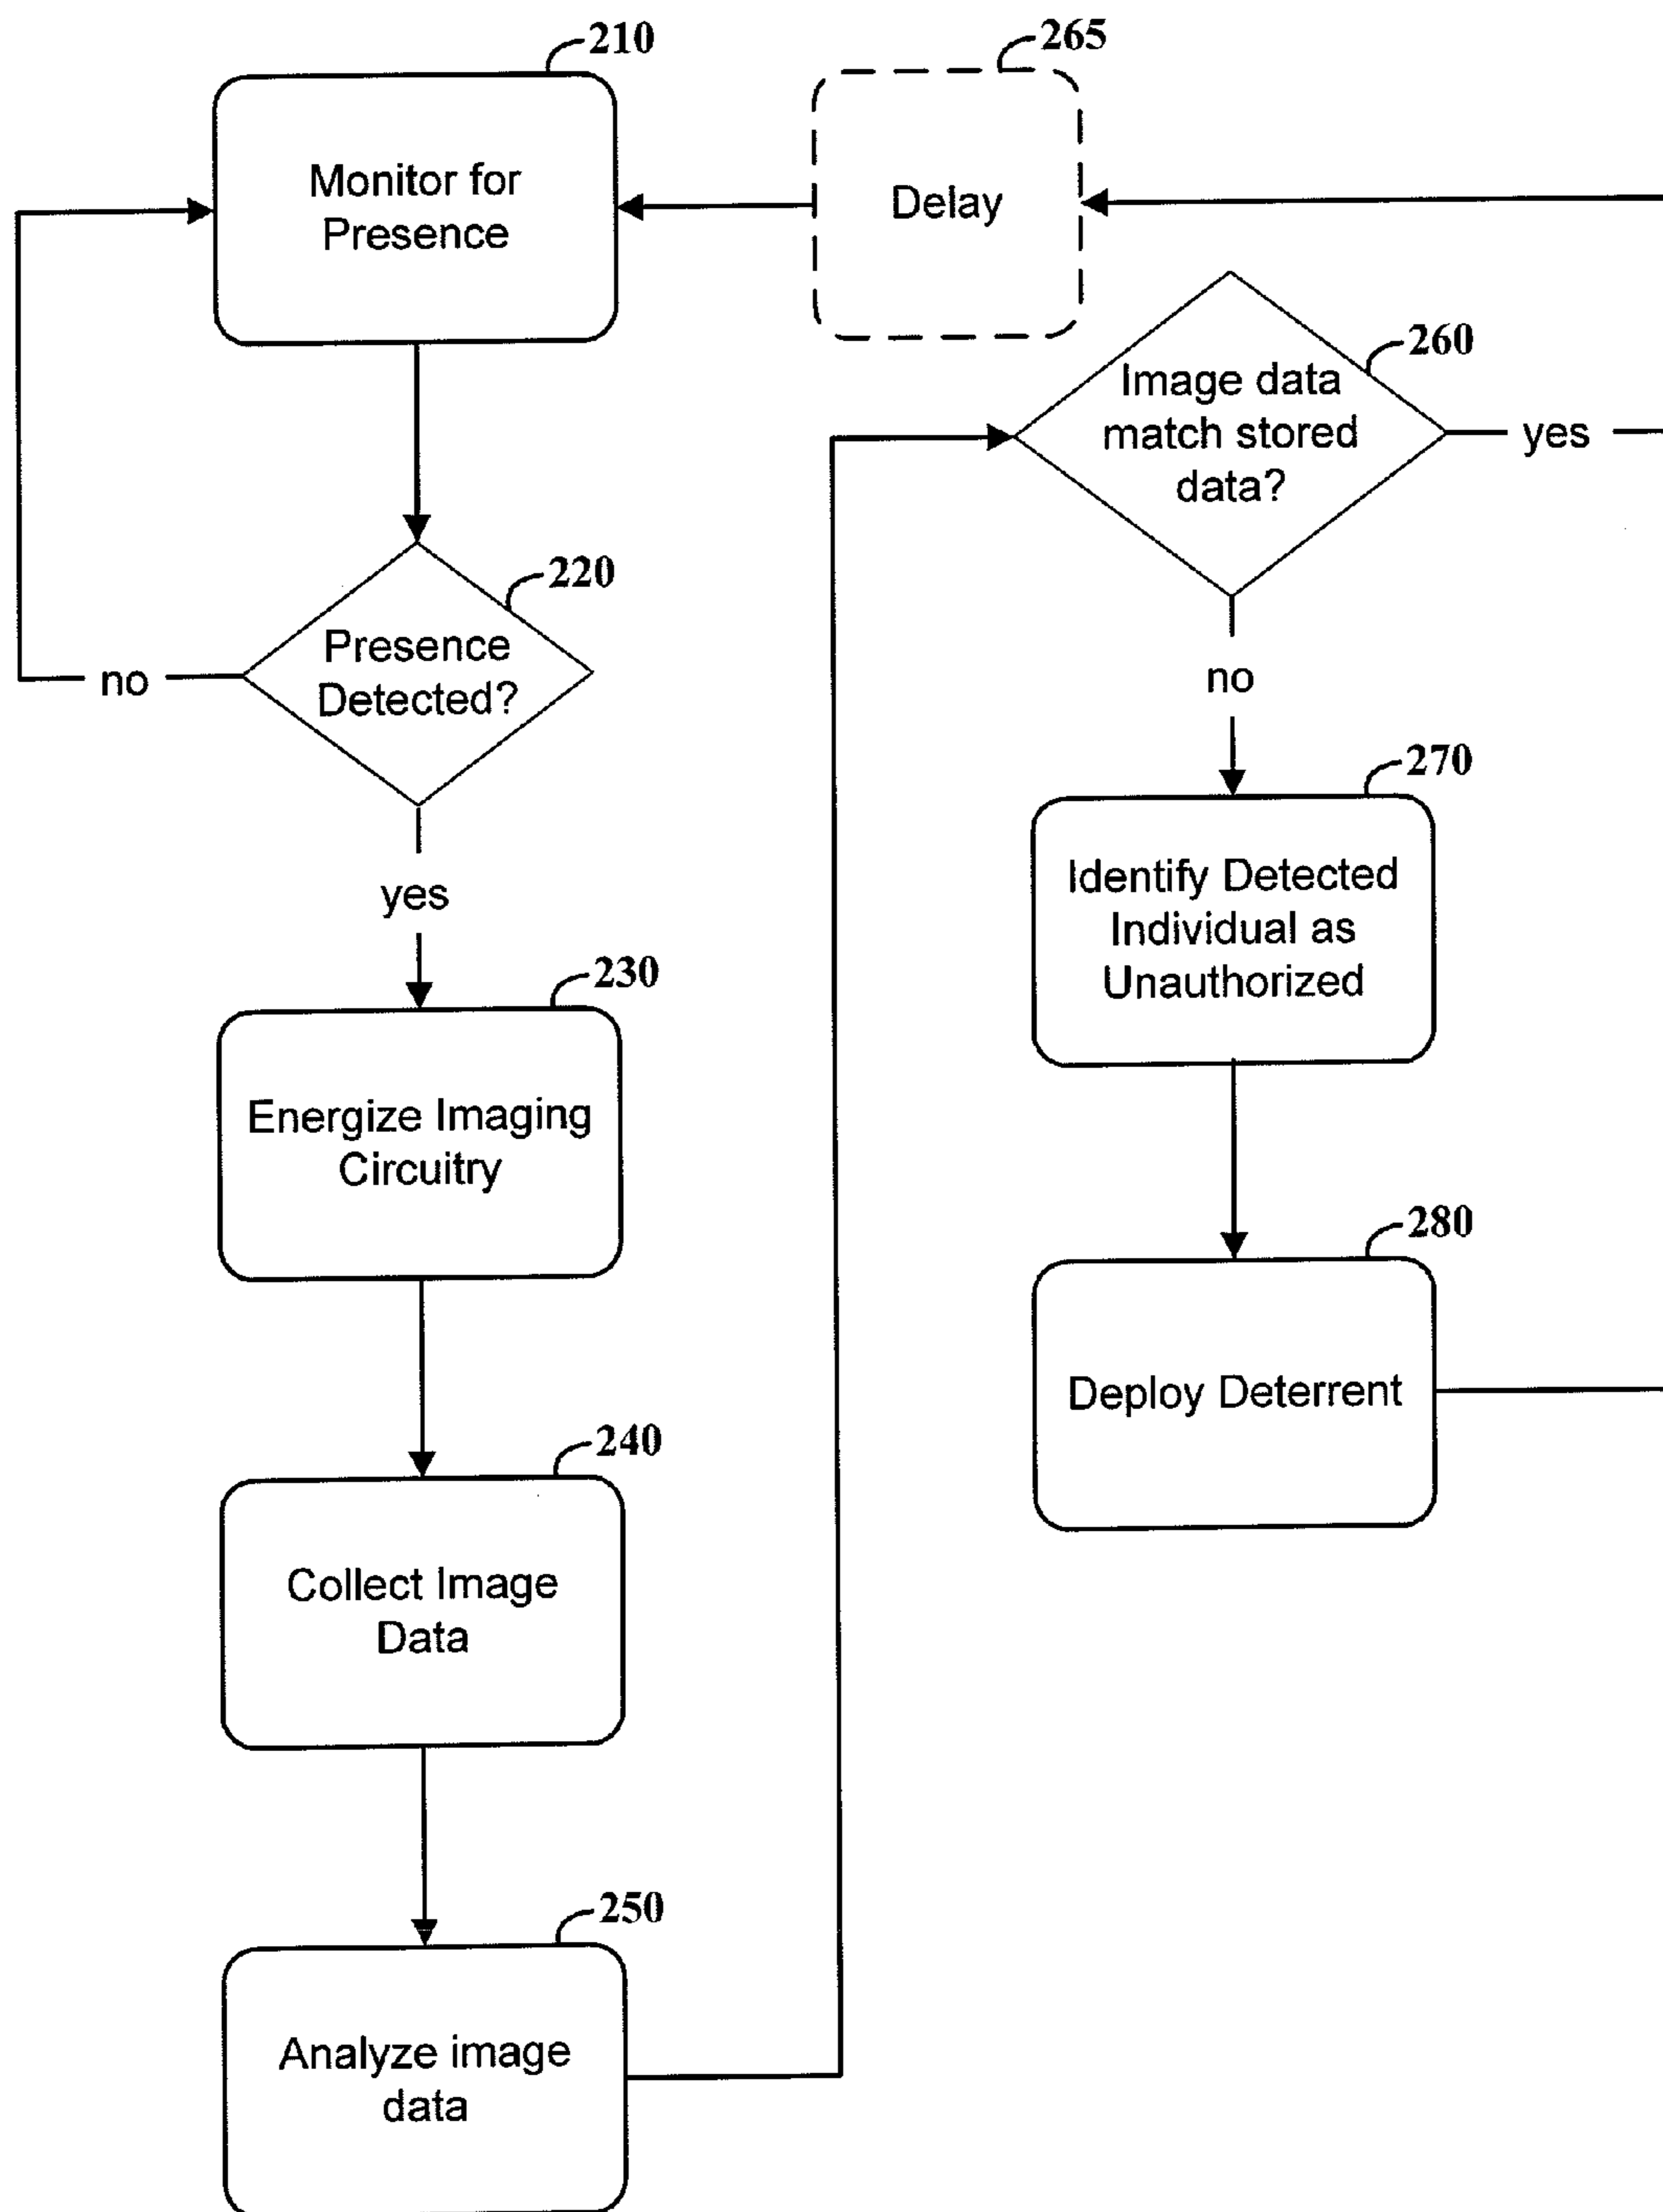 210
Monitor for
Presence
265
Delay
220
Presence
Detected?
no
yes
230
Energize Imaging
Circuitry
240
Collect Image
Data
250
Analyze image
data
260
Image data
match stored
data?
yes
no
270
Identify Detected
Individual as
Unauthorized
280
Deploy Deterrent